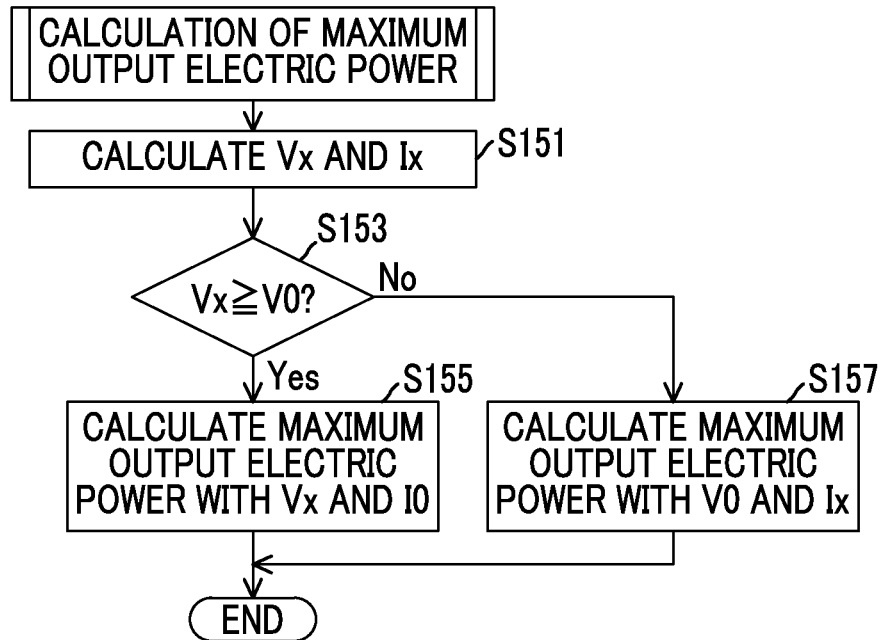 CALCULATION OF MAXIMUM
OUTPUT ELECTRIC POWER
CALCULATE Vx AND Ix
S151
S153
Vx≧V0?
No
Yes
S155
CALCULATE MAXIMUM
OUTPUT ELECTRIC
POWER WITH Vx AND I0
S157
CALCULATE MAXIMUM
OUTPUT ELECTRIC
POWER WITH V0 AND Ix
END